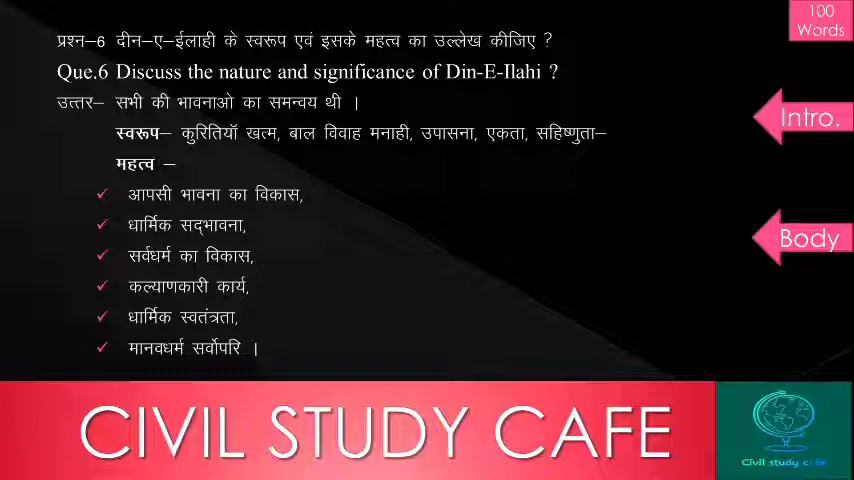 100
Words
प्रश्न–6 दीन–ए–ईलाही के स्वरूप एवं इसके महत्व का उल्लेख कीजिए ?
Que.6 Discuss the nature and significance of Din-E-Ilahi ?
उत्तर– सभी की भावनाओ का समन्वय थी ।
Intro.
स्वरूप– कुरितियॉ खत्म, बाल विवाह मनाही, उपासना, एकता, सहिष्णुता–
महत्व –
✓ आपसी भावना का विकास,
✓ धार्मिक सद्भावना,
Body
✓ सर्वधर्म का विकास,
✓ कल्याणकारी कार्य,
✓ धार्मिक स्वतंत्रता,
✓ मानवधर्म सर्वोपरि ।
CIVIL STUDY CAFE
Civil study cafe